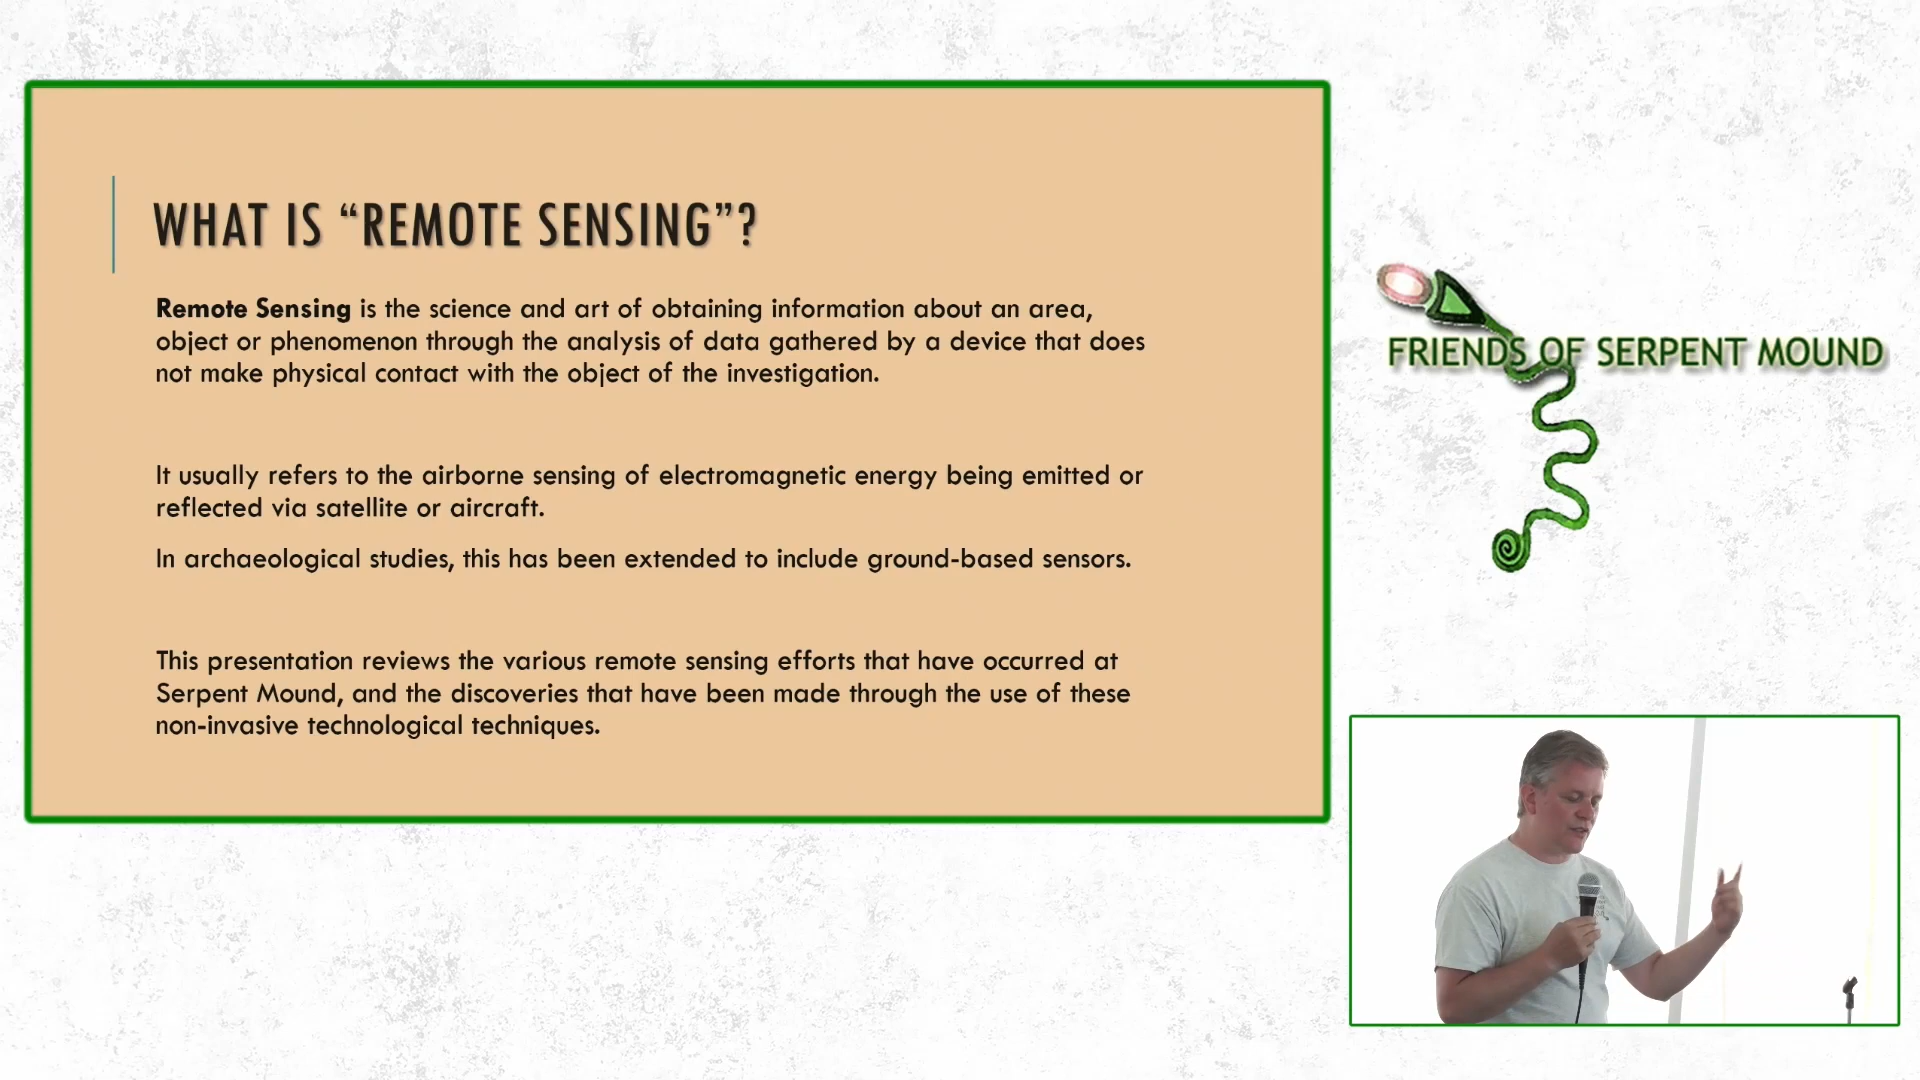 WHAT IS “REMOTE SENSING”?
Remote Sensing is the science and art of obtaining information about an area,
object or phenomenon through the analysis of data gathered by a device that does
not make physical contact with the object of the investigation.
It usually refers to the airborne sensing of electromagnetic energy being emitted or
reflected via satellite or aircraft.
In archaeological studies, this has been extended to include ground-based sensors.
This presentation reviews the various remote sensing efforts that have occurred at
Serpent Mound, and the discoveries that have been made through the use of these
non-invasive technological techniques.
FRIENDS OF SERPENT MOUND